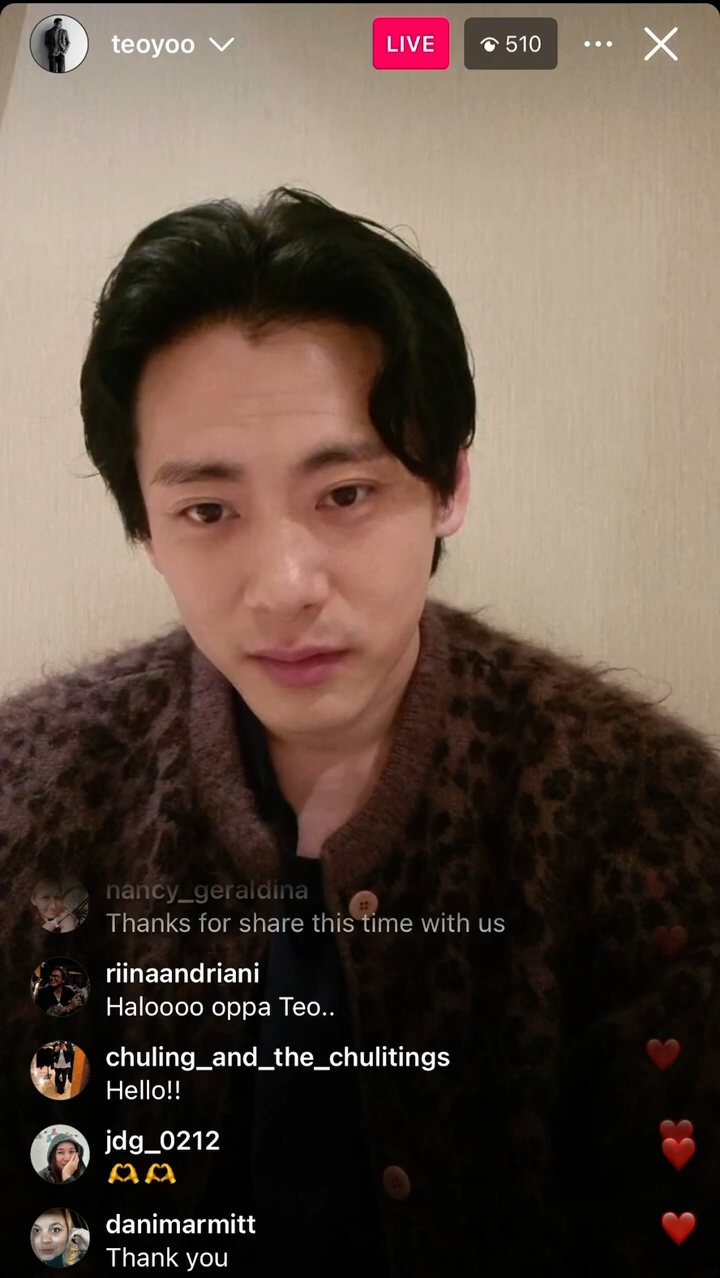 teoyoo
LIVE
510
nancy_geraldina
Thanks for share this time with us
riinaandriani
Haloooo oppa Teo..
chuling_and_the_chulitings
Hello!!
jdg_0212
🫶🫶
danimarmitt
Thank you